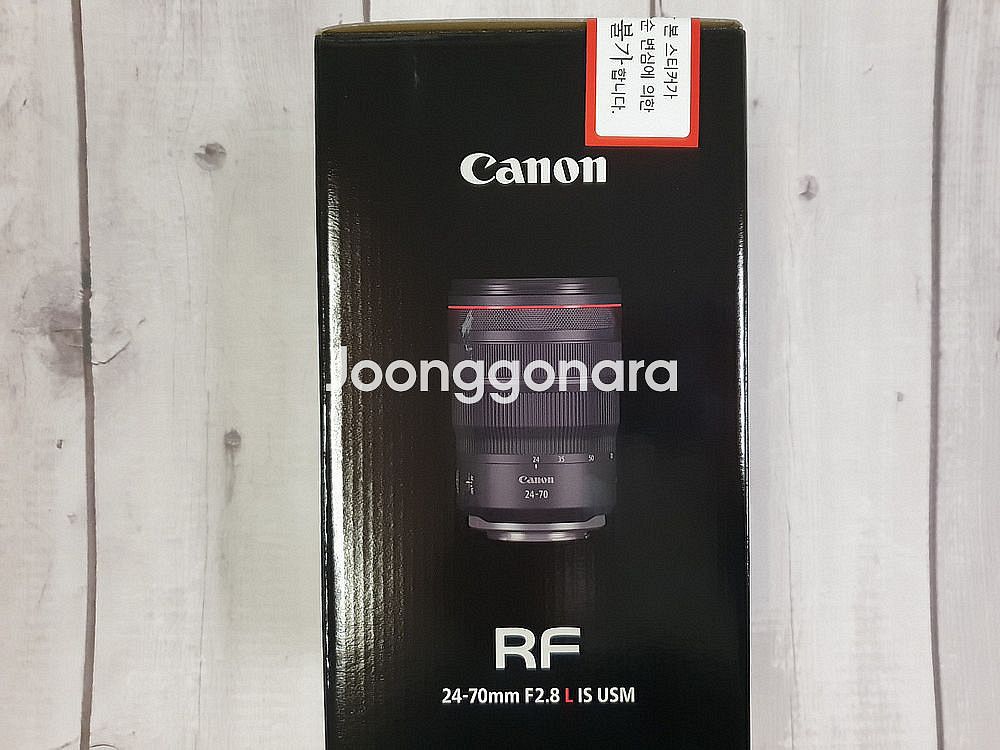 본 스티커가
순 변심에 의한
불가합니다.
Canon
Joonggonara
24 35 50
Canon
24-70
RF
24-70mm F2.8 L IS USM